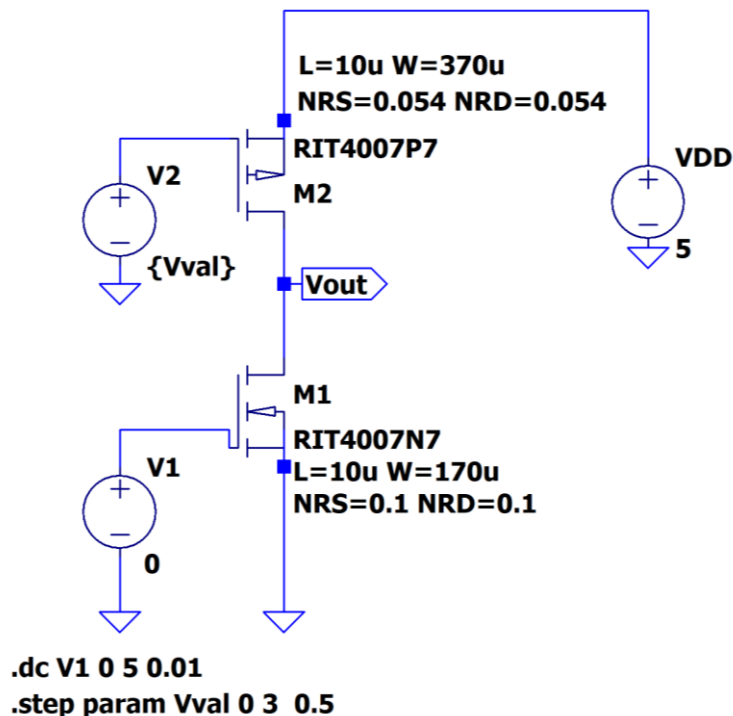 L=10u W=370u
NRS=0.054 NRD=0.054
RIT4007P7
VDD
V2
M2
5
{Vval}
Vout
M1
RIT4007N7
V1
L=10u W=170u
NRS=0.1 NRD=0.1
0
.dc V1 0 5 0.01
.step param Vval 0 3 0.5